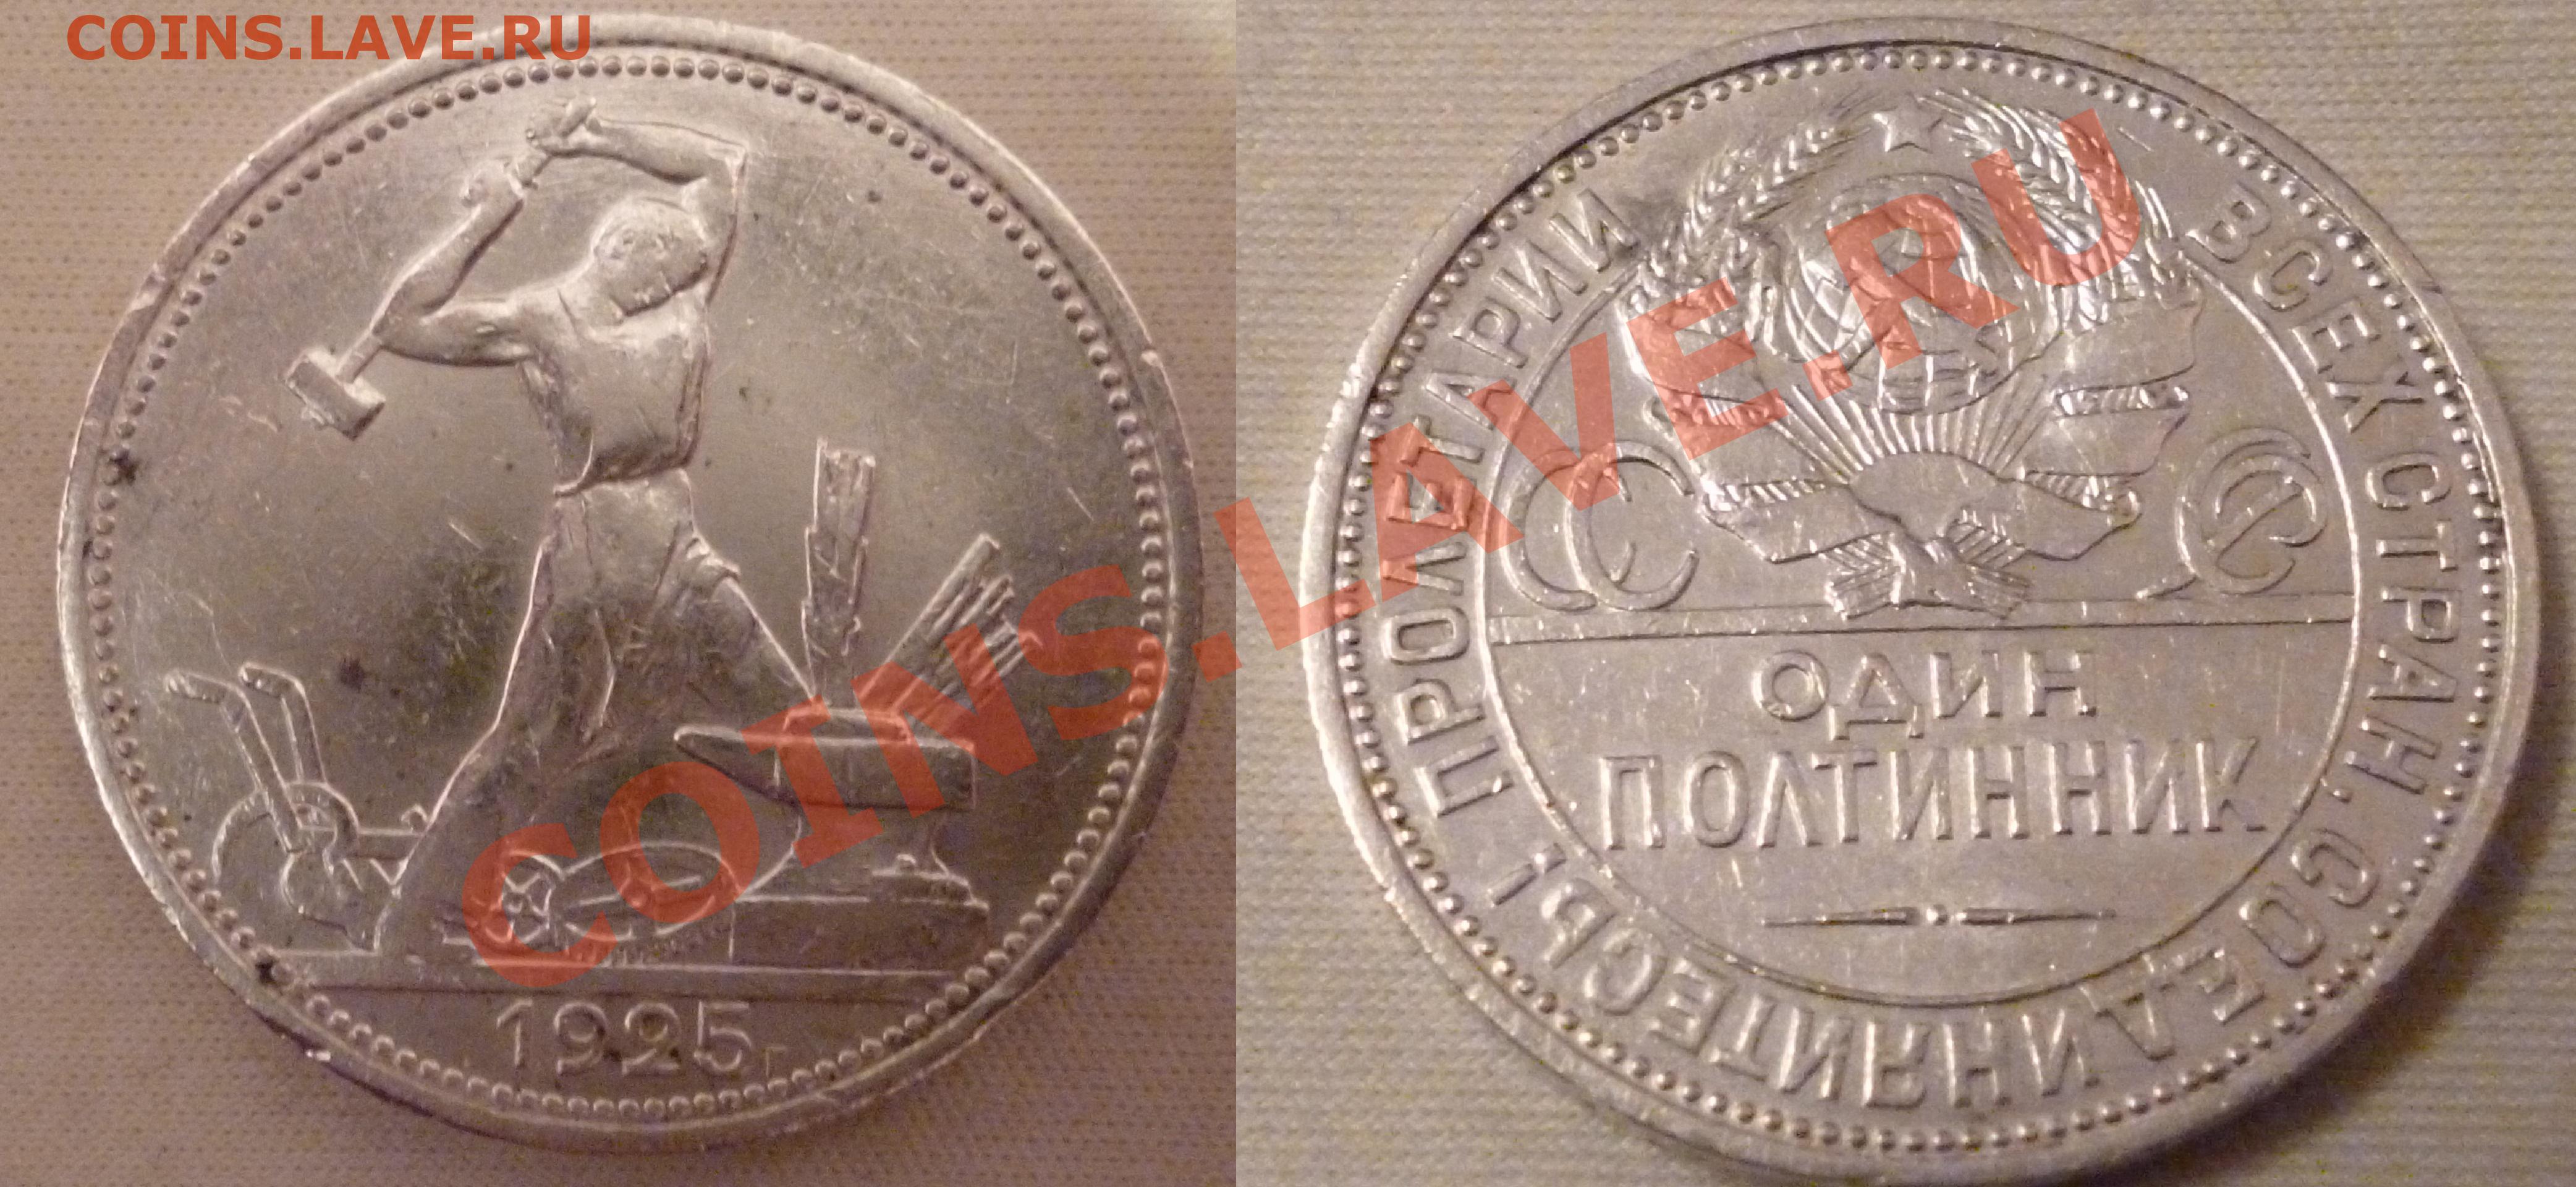 COINS.LAVE.RU
1925 г.
COINS.LAVE.RU
ПРОЛЕТАРИИ ВСЕХ СТРАН, СОЕДИНЯЙТЕСЬ!
СССР
ОДИН
ПОЛТИННИК